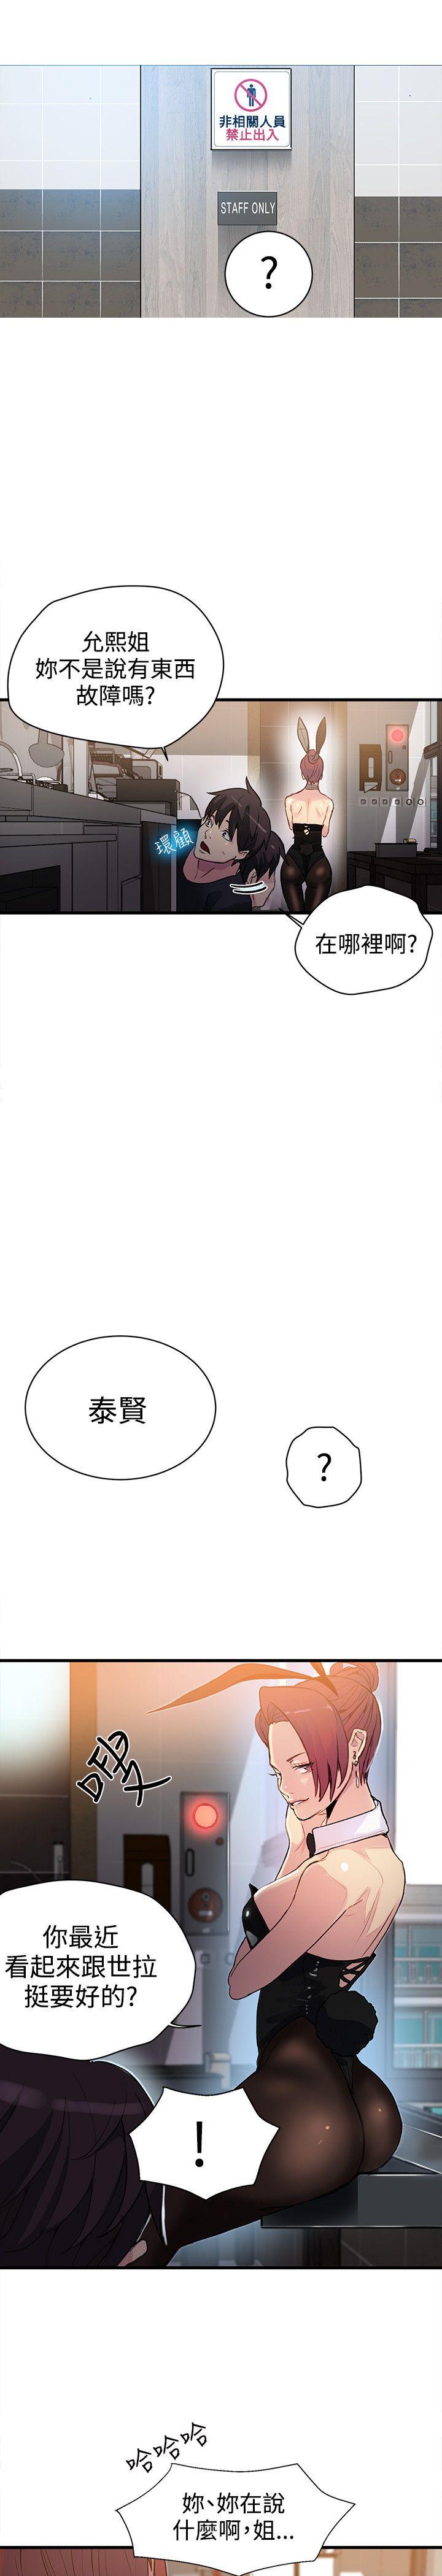 非相關人員
禁止出入
STAFF ONLY
?
允熙姐
妳不是說有東西
故障嗎?
環顧
在哪裡啊?
泰賢
?
哽
你最近
看起來跟世拉
挺要好的?
!
哈哈哈
妳、妳在說
什麼啊,姐...